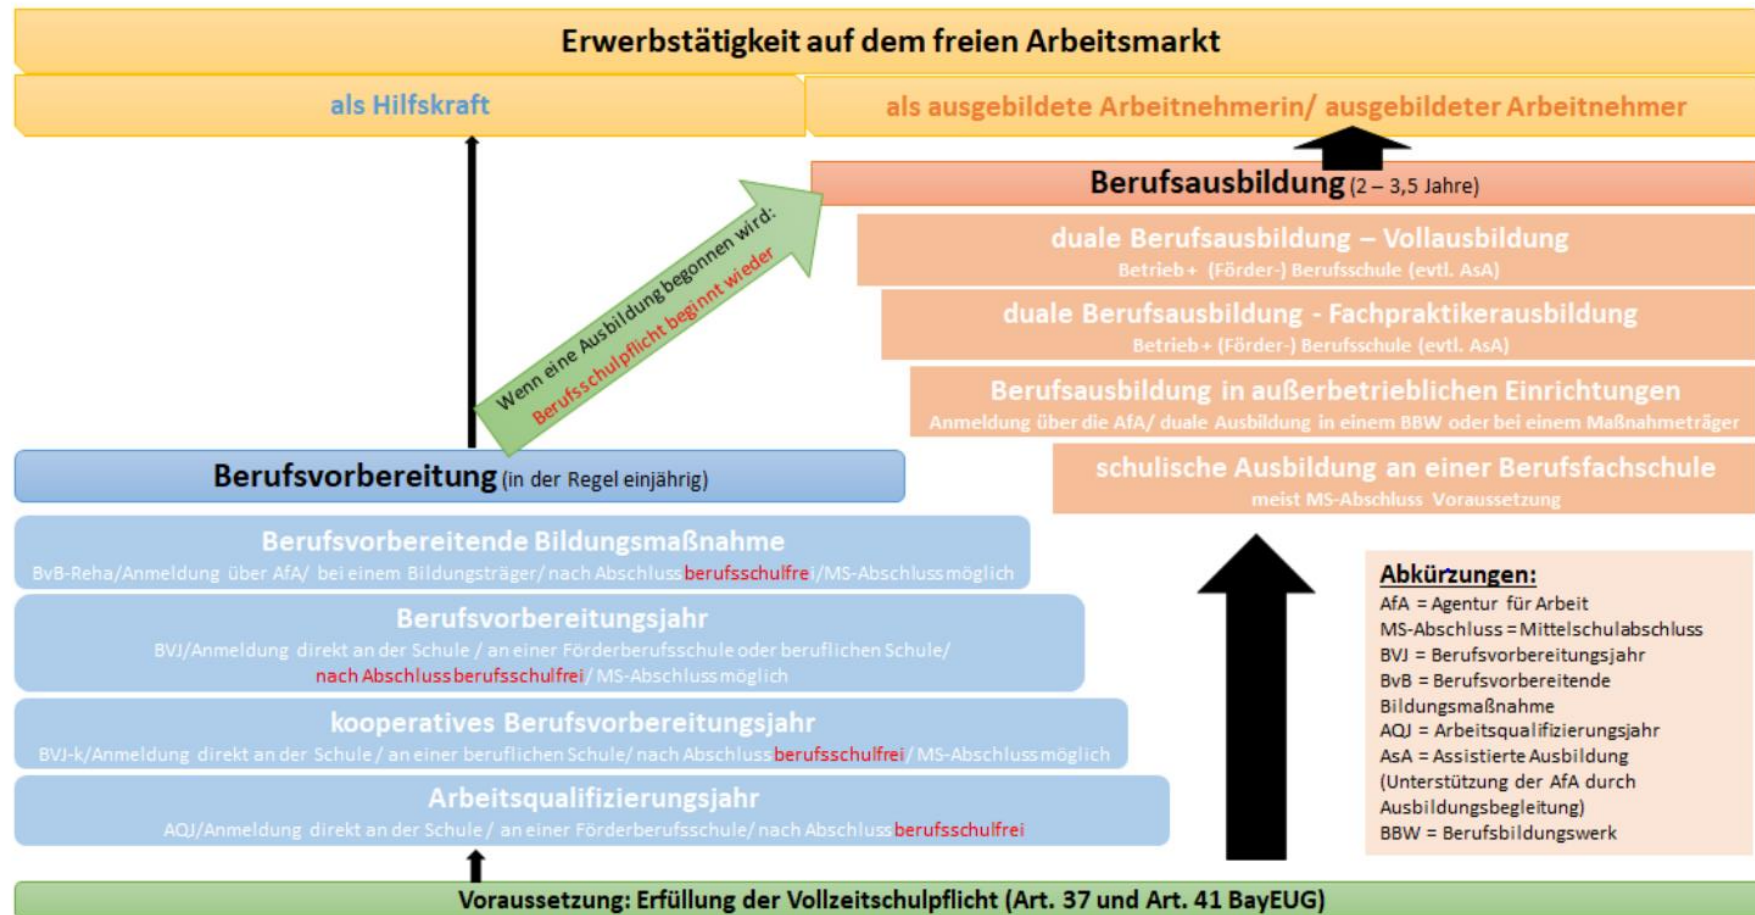 Erwerbstätigkeit auf dem freien Arbeitsmarkt
als Hilfskraft
als ausgebildete Arbeitnehmerin/ ausgebildeter Arbeitnehmer
Berufsausbildung (2 – 3,5 Jahre)
duale Berufsausbildung – Vollausbildung
Betrieb+ (Förder-) Berufsschule (evtl. AsA)
duale Berufsausbildung - Fachpraktikerausbildung
Betrieb+ (Förder-) Berufsschule (evtl. AsA)
Berufsausbildung in außerbetrieblichen Einrichtungen
Anmeldung über die AfA/ duale Ausbildung in einem BBW oder bei einem Maßnahmeträger
schulische Ausbildung an einer Berufsfachschule
meist MS-Abschluss Voraussetzung
Wenn eine Ausbildung begonnen wird:
Berufsschulpflicht beginnt wieder
Berufsvorbereitung (in der Regel einjährig)
Berufsvorbereitende Bildungsmaßnahme
BvB-Reha/Anmeldung über AfA/ bei einem Bildungsträger/ nach Abschluss berufsschulfrei/MS-Abschluss möglich
Berufsvorbereitungsjahr
BVJ/Anmeldung direkt an der Schule / an einer Förderberufsschule oder beruflichen Schule/
nach Abschluss berufsschulfrei/ MS-Abschluss möglich
kooperatives Berufsvorbereitungsjahr
BVJ-k/Anmeldung direkt an der Schule / an einer beruflichen Schule/ nach Abschluss berufsschulfrei/ MS-Abschluss möglich
Arbeitsqualifizierungsjahr
AQJ/Anmeldung direkt an der Schule / an einer Förderberufsschule/ nach Abschluss berufsschulfrei
Abkürzungen:
AfA = Agentur für Arbeit
MS-Abschluss = Mittelschulabschluss
BVJ = Berufsvorbereitungsjahr
BvB = Berufsvorbereitende
Bildungsmaßnahme
AQJ = Arbeitsqualifizierungsjahr
AsA = Assistierte Ausbildung
(Unterstützung der AfA durch
Ausbildungsbegleitung)
BBW = Berufsbildungswerk
Voraussetzung: Erfüllung der Vollzeitschulpflicht (Art. 37 und Art. 41 BayEUG)